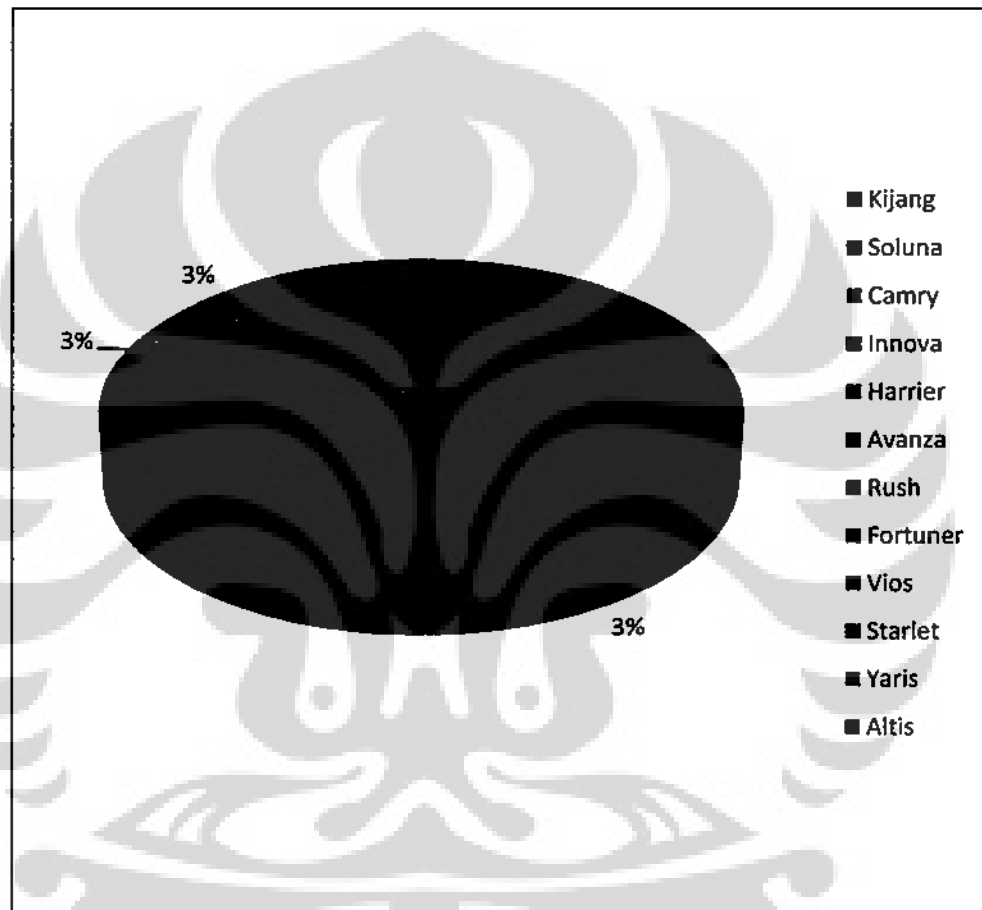 3%
3%
3%
Kijang
Soluna
Camry
Innova
Harrier
Avanza
Rush
Fortuner
Vios
Starlet
Yaris
Altis